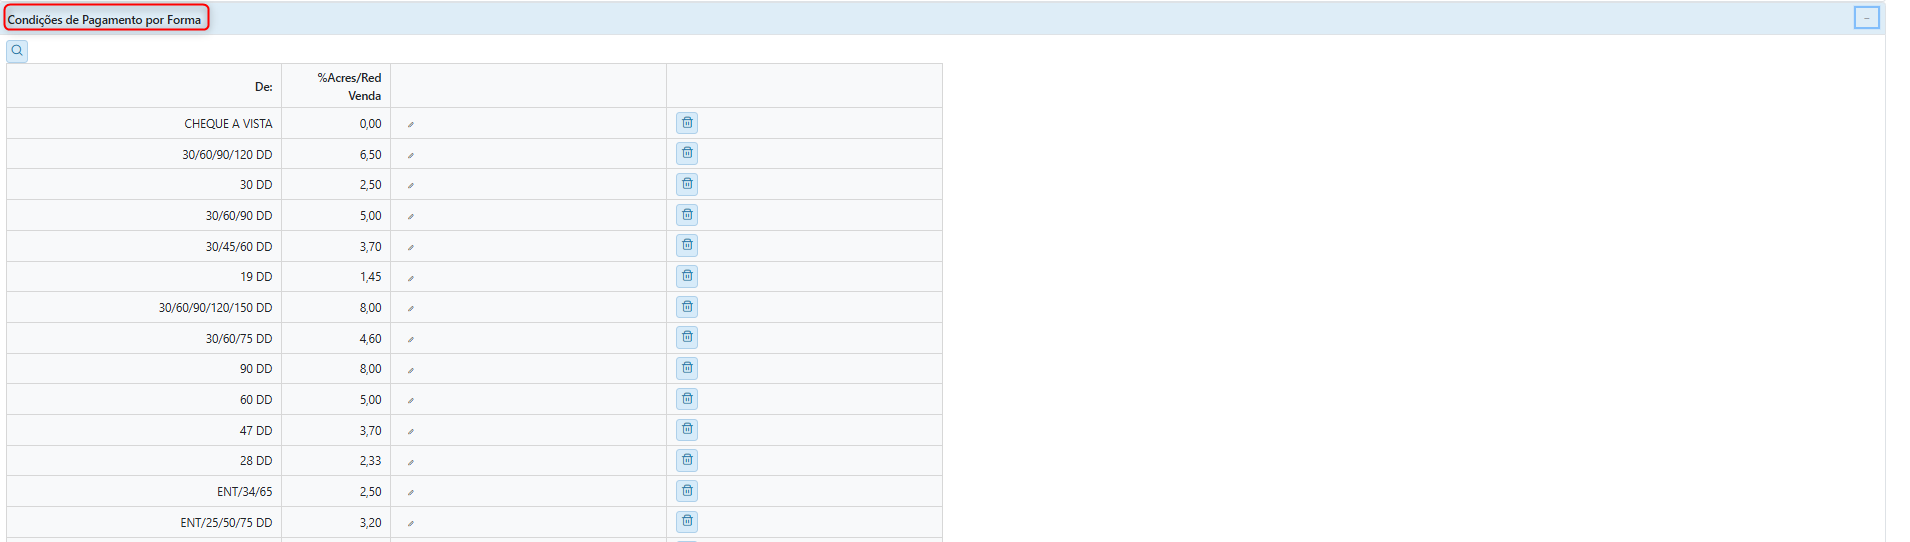 Condições de Pagamento por Forma
De: %Acres/Red Venda
CHEQUE A VISTA 0,00
30/60/90/120 DD 6,50
30 DD 2,50
30/60/90 DD 5,00
30/45/60 DD 3,70
19 DD 1,45
30/60/90/120/150 DD 8,00
30/60/75 DD 4,60
90 DD 8,00
60 DD 5,00
47 DD 3,70
28 DD 2,33
ENT/34/65 2,50
ENT/25/50/75 DD 3,20